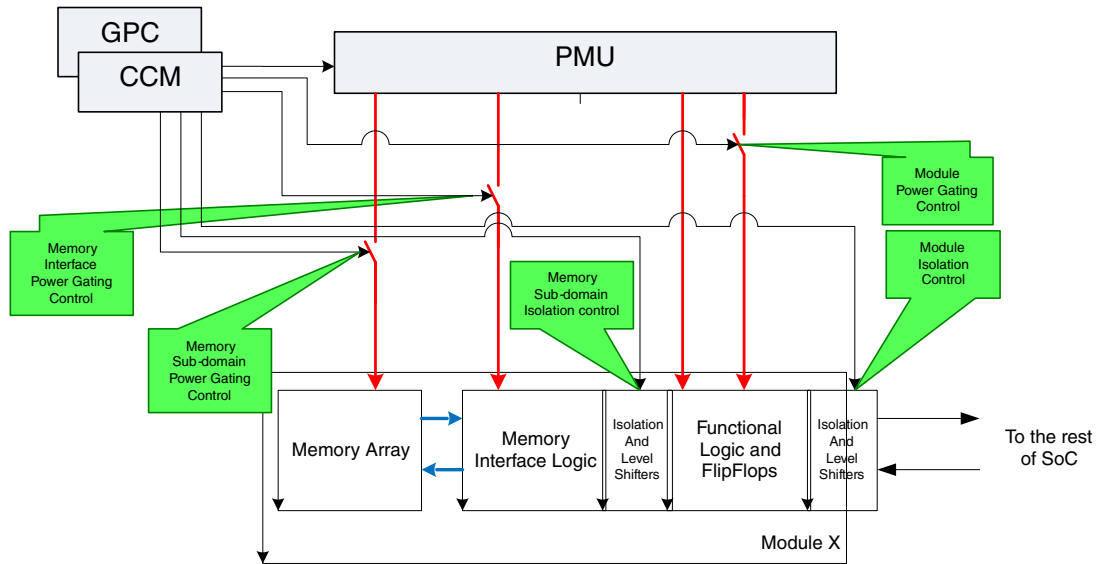 GPC
CCM
PMU
Module
Power Gating
Control
Memory
Interface
Power Gating
Control
Module
Isolation
Control
Memory
Sub-domain
Isolation control
Memory
Sub-domain
Power Gating
Control
Memory Array
Memory
Interface Logic
Isolation
And
Level
Shifters
Functional
Logic and
FlipFlops
Isolation
And
Level
Shifters
To the rest
of SoC
Module X